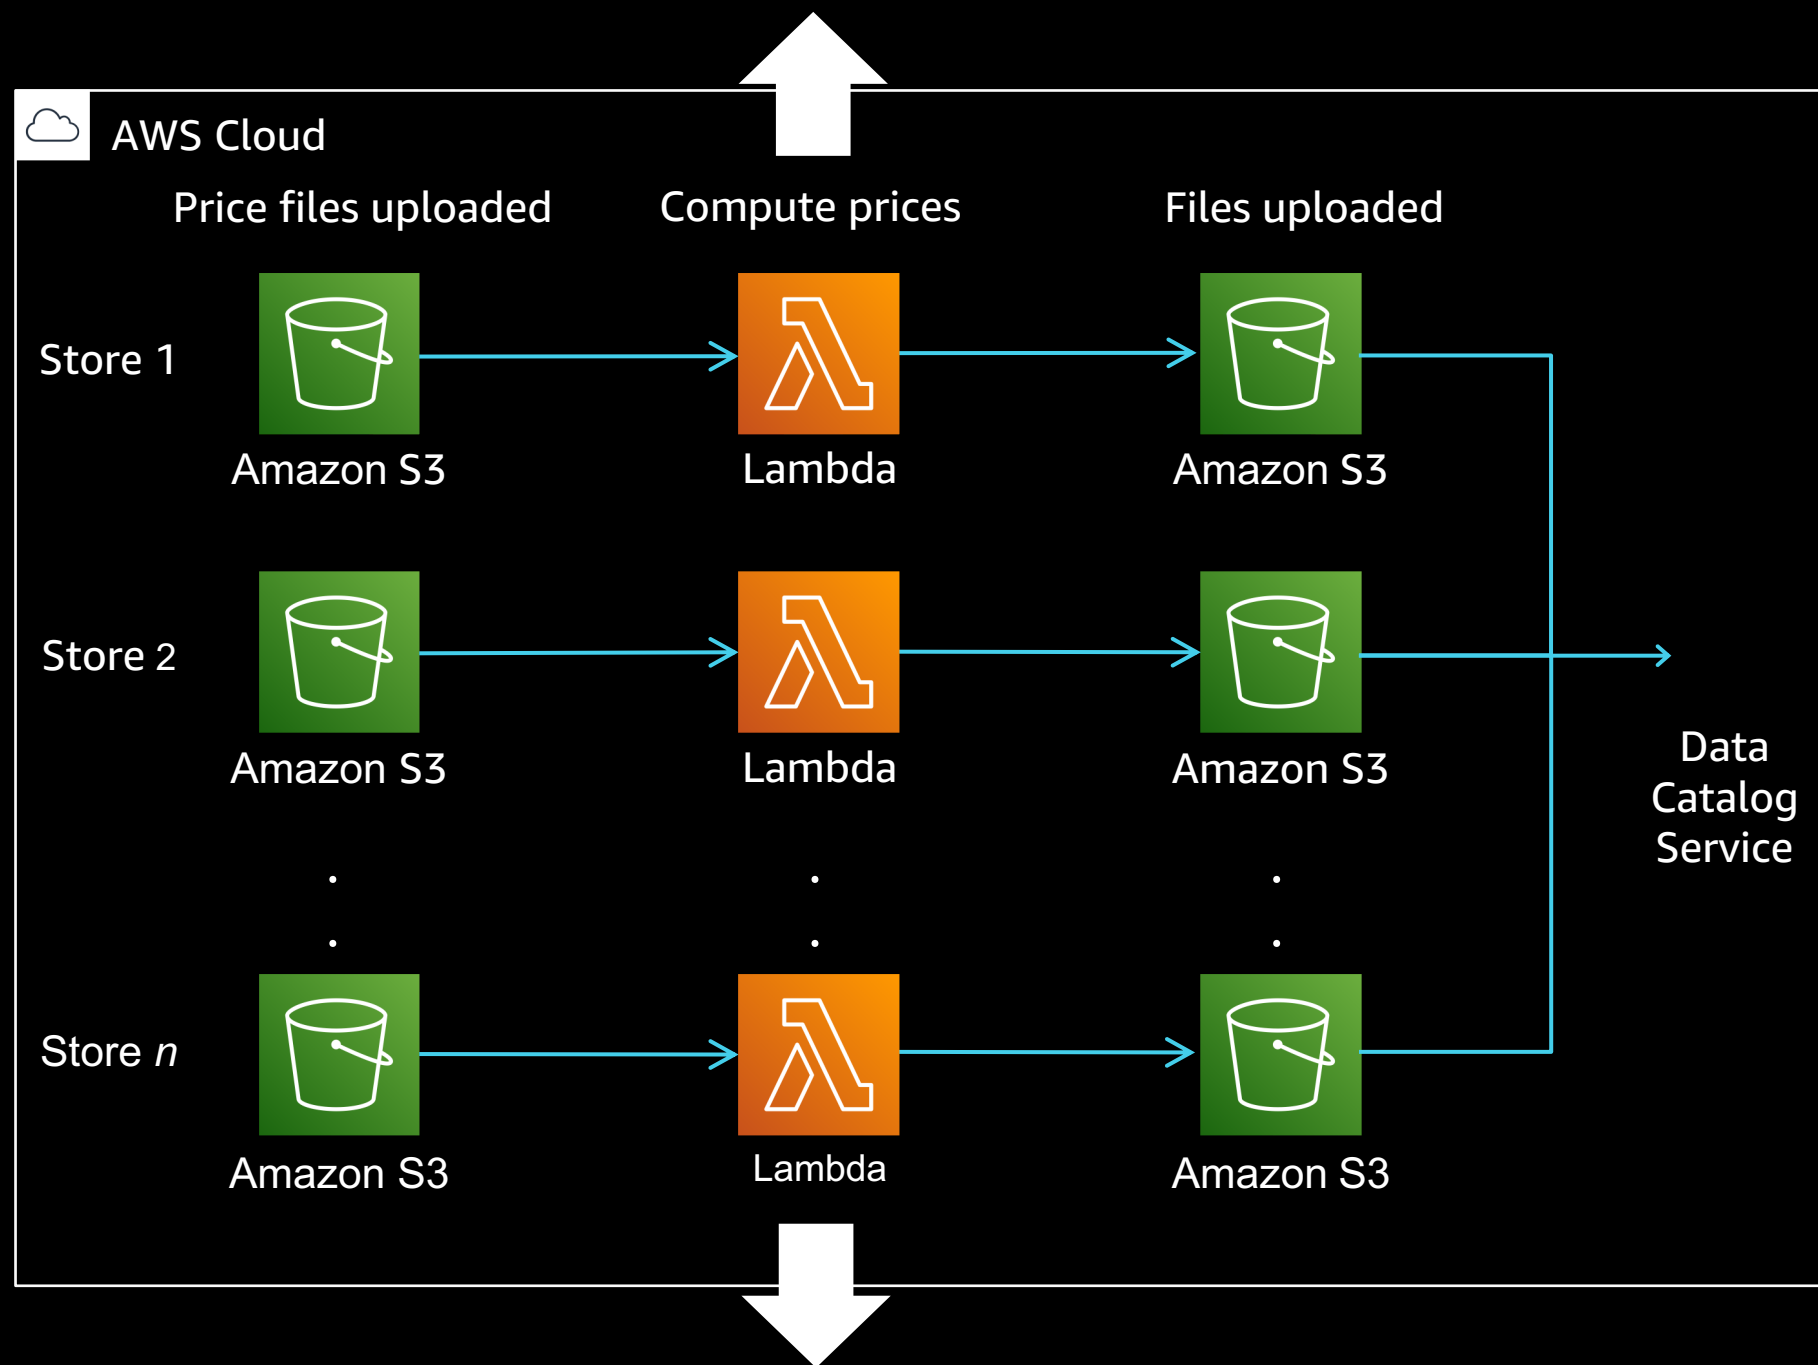 AWS Cloud
Price files uploaded
Compute prices
Files uploaded
Store 1
Amazon S3
Lambda
Amazon S3
Store 2
Amazon S3
Lambda
Amazon S3
Data
Catalog
Service
Store n
Amazon S3
Lambda
Amazon S3